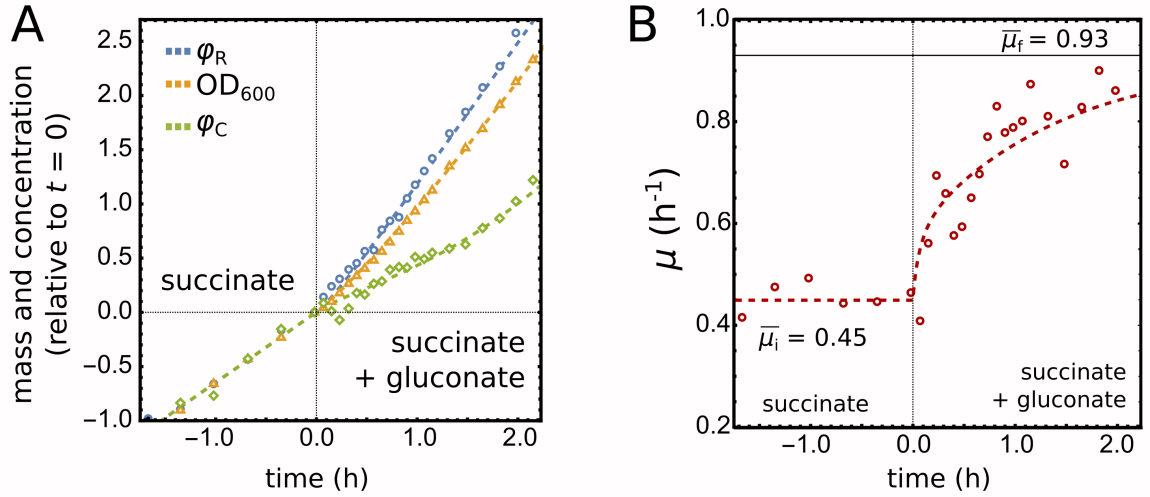 A
mass and concentration
(relative to t = 0)
2.5
2.0
1.5
1.0
0.5
0.0
−0.5
−1.0
φR
OD600
φC
succinate
succinate
+ gluconate
−1.0
0.0
1.0
2.0
time (h)
B
μ (h-1)
1.0
0.8
0.6
0.4
0.2
μ̅f = 0.93
μ̅i = 0.45
succinate
succinate
+ gluconate
−1.0
0.0
1.0
2.0
time (h)